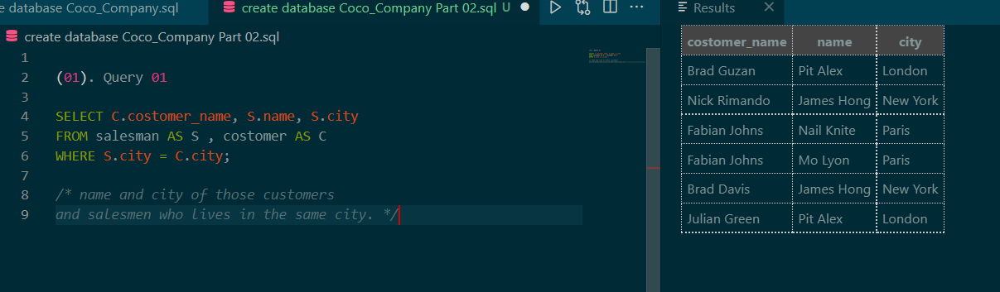 e database Coco_Company.sql
create database Coco_Company Part 02.sql U
Results
create database Coco_Company Part 02.sql
1
2 (01). Query 01
3
4 SELECT C.costomer_name, S.name, S.city
5 FROM salesman AS S , costomer AS C
6 WHERE S.city = C.city;
7
8 /* name and city of those customers
9 and salesmen who lives in the same city. */
costomer_name name city
Brad Guzan Pit Alex London
Nick Rimando James Hong New York
Fabian Johns Nail Knite Paris
Fabian Johns Mo Lyon Paris
Brad Davis James Hong New York
Julian Green Pit Alex London